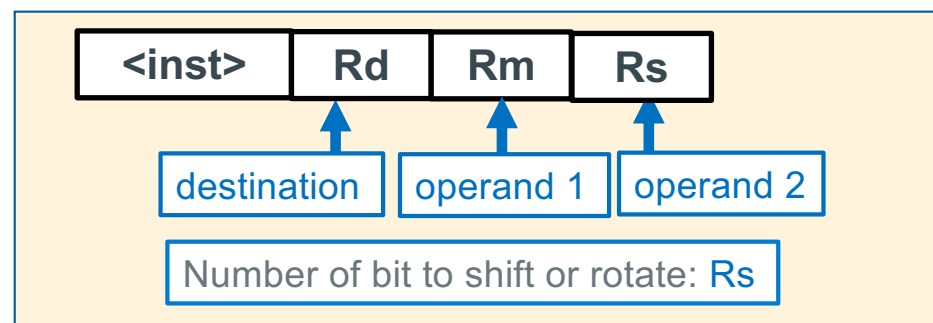 <inst> Rd Rm Rs
destination operand 1 operand 2
Number of bit to shift or rotate: Rs